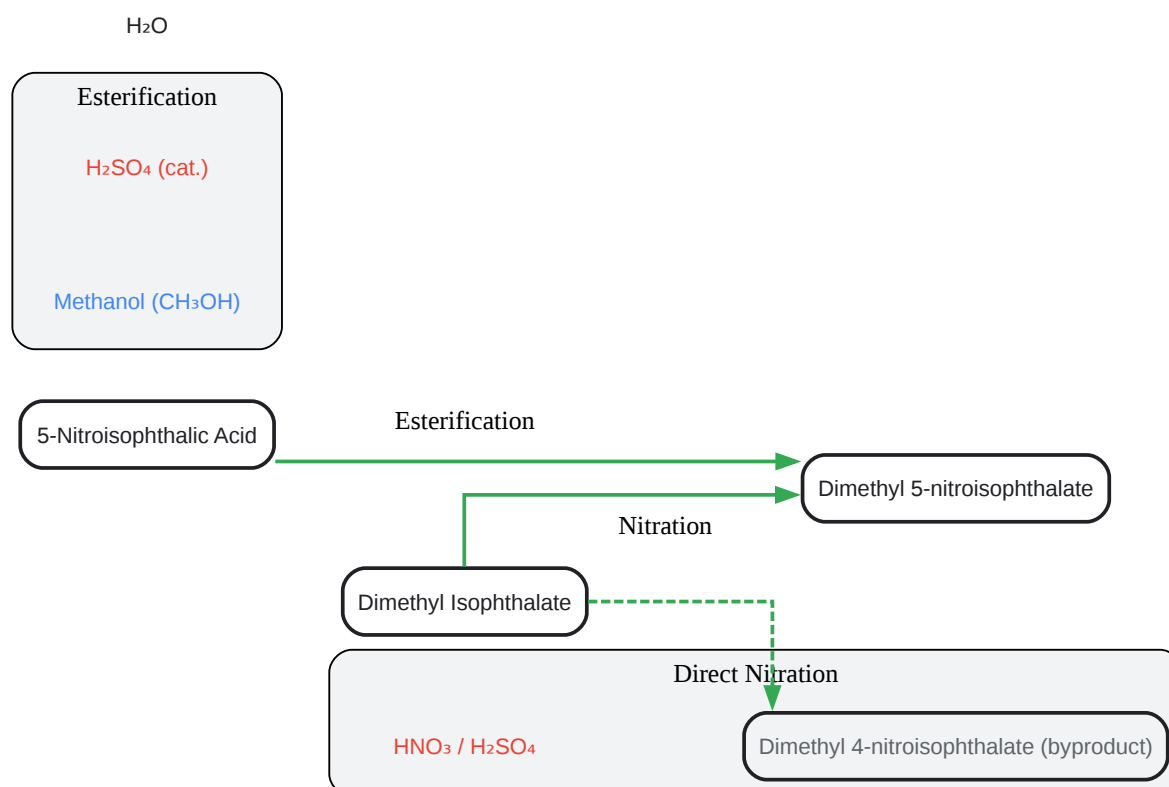 H₂O
Esterification
H₂SO₄ (cat.)
Methanol (CH₃OH)
5-Nitroisophthalic Acid
Esterification
Dimethyl 5-nitroisophthalate
Nitration
Dimethyl Isophthalate
Direct Nitration
HNO₃ / H₂SO₄
Dimethyl 4-nitroisophthalate (byproduct)